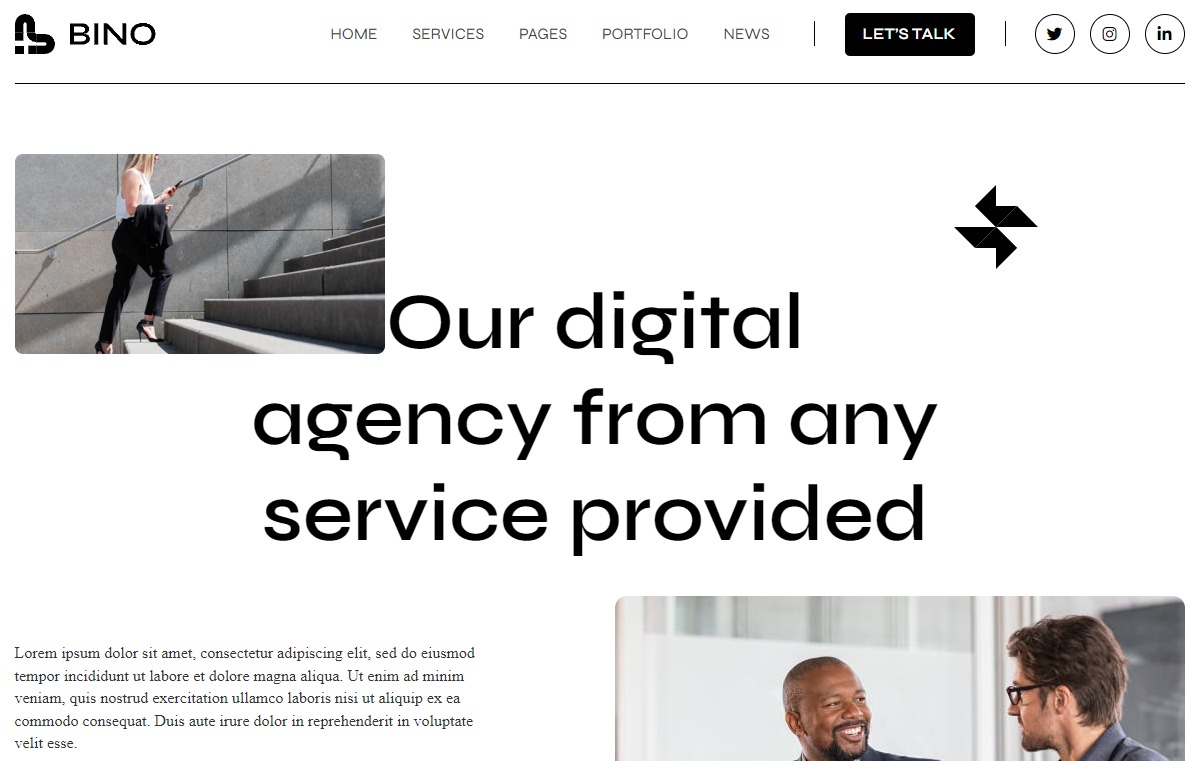 BINO
HOME
SERVICES
PAGES
PORTFOLIO
NEWS
LET'S TALK
in
Our digital
agency from any
service provided
Lorem ipsum dolor sit amet, consectetur adipiscing elit, sed do eiusmod
tempor incididunt ut labore et dolore magna aliqua. Ut enim ad minim
veniam, quis nostrud exercitation ullamco laboris nisi ut aliquip ex ea
commodo consequat. Duis aute irure dolor in reprehenderit in voluptate
velit esse.